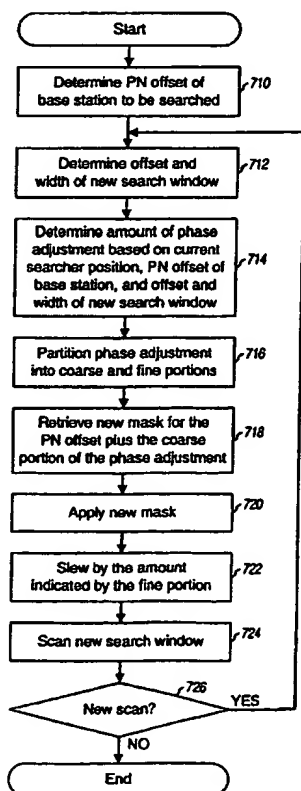 Start
Determine PN offset of
base station to be searched
710
Determine offset and
width of new search window
712
Determine amount of phase
adjustment based on current
searcher position, PN offset of
base station, and offset and
width of new search window
714
Partition phase adjustment
into coarse and fine portions
716
Retrieve new mask for the
PN offset plus the coarse
portion of the phase adjustment
718
Apply new mask
720
Slew by the amount
indicated by the fine portion
722
Scan new search window
724
726
New scan?
YES
NO
End